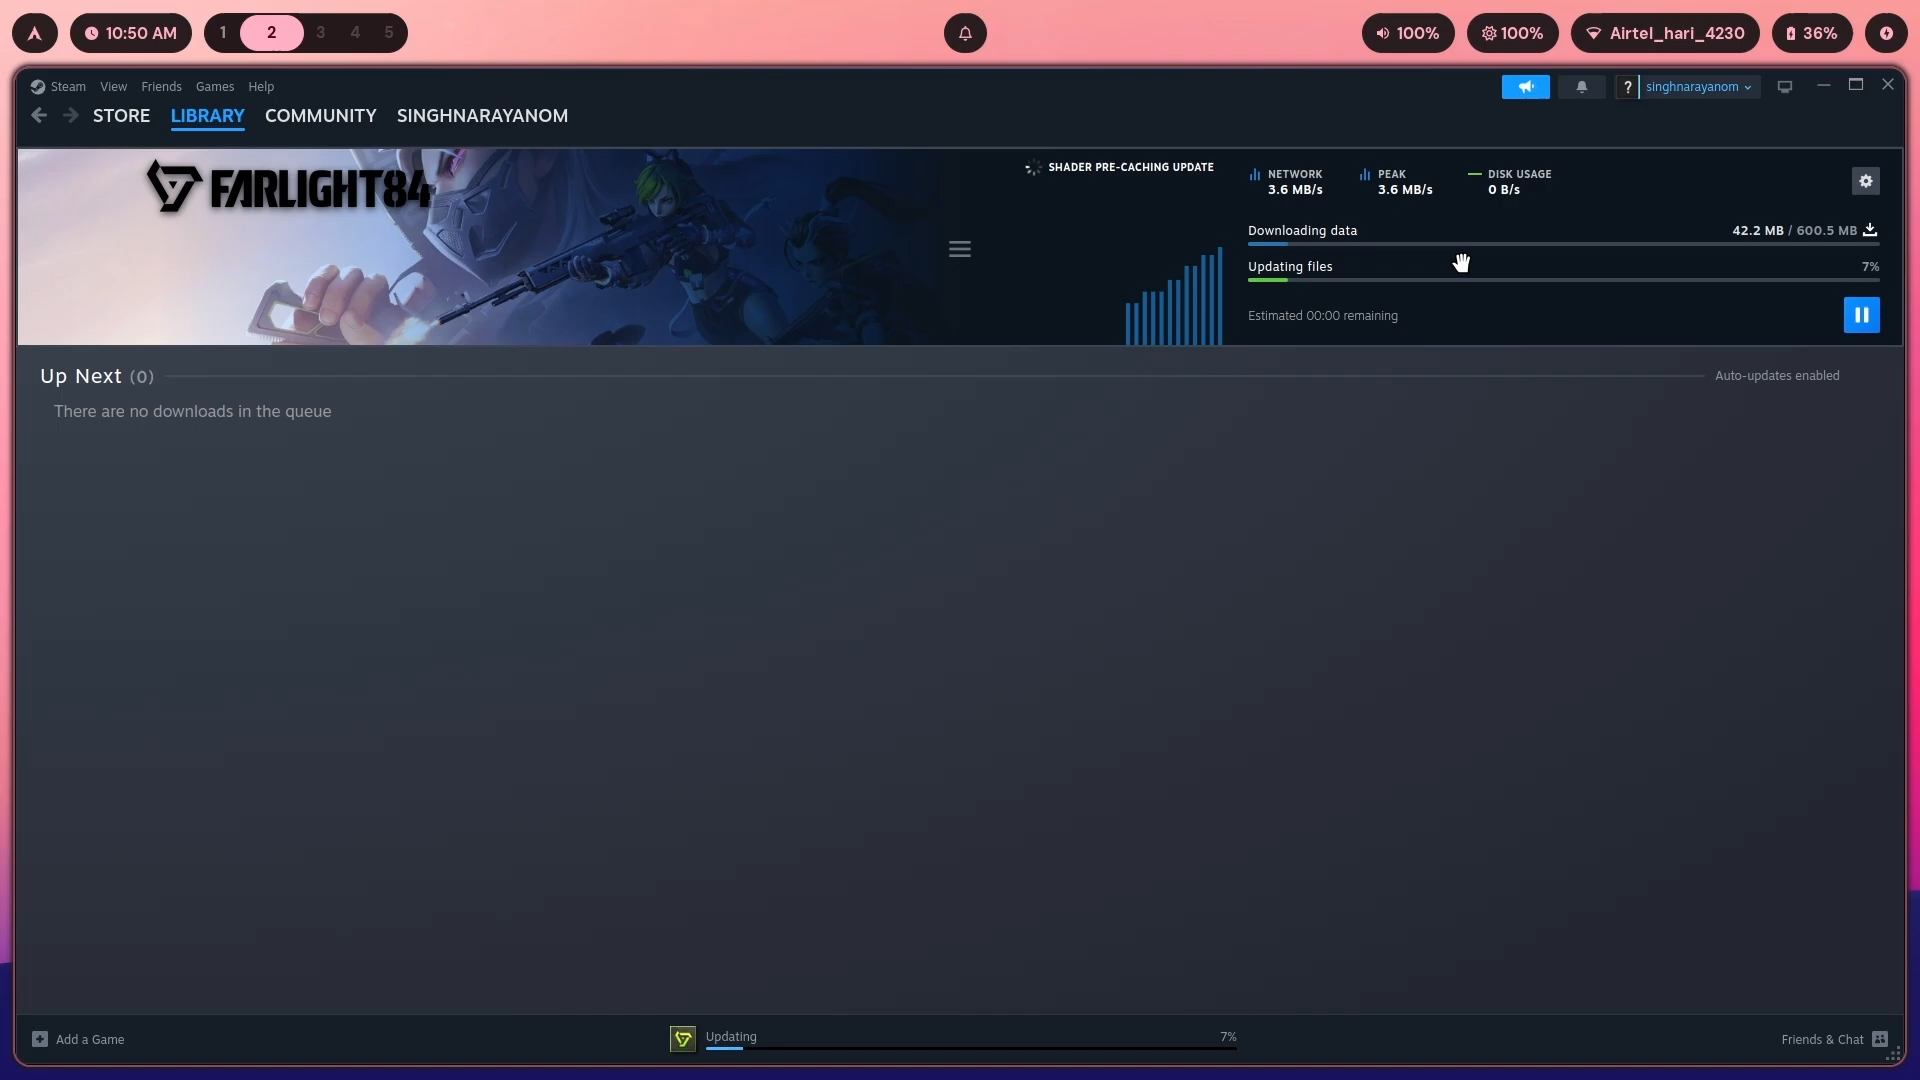 10:50 AM
1 2 3 4 5
100%
100%
Airtel_hari_4230
36%
Steam View Friends Games Help
? singhnarayanom
STORE LIBRARY COMMUNITY SINGHNARAYANOM
FARLIGHT84
SHADER PRE-CACHING UPDATE
NETWORK PEAK DISK USAGE
3.6 MB/s 3.6 MB/s 0 B/s
Downloading data 42.2 MB / 600.5 MB
Updating files 7%
Estimated 00:00 remaining
Up Next (0) Auto-updates enabled
There are no downloads in the queue
Add a Game
Updating 7%
Friends & Chat